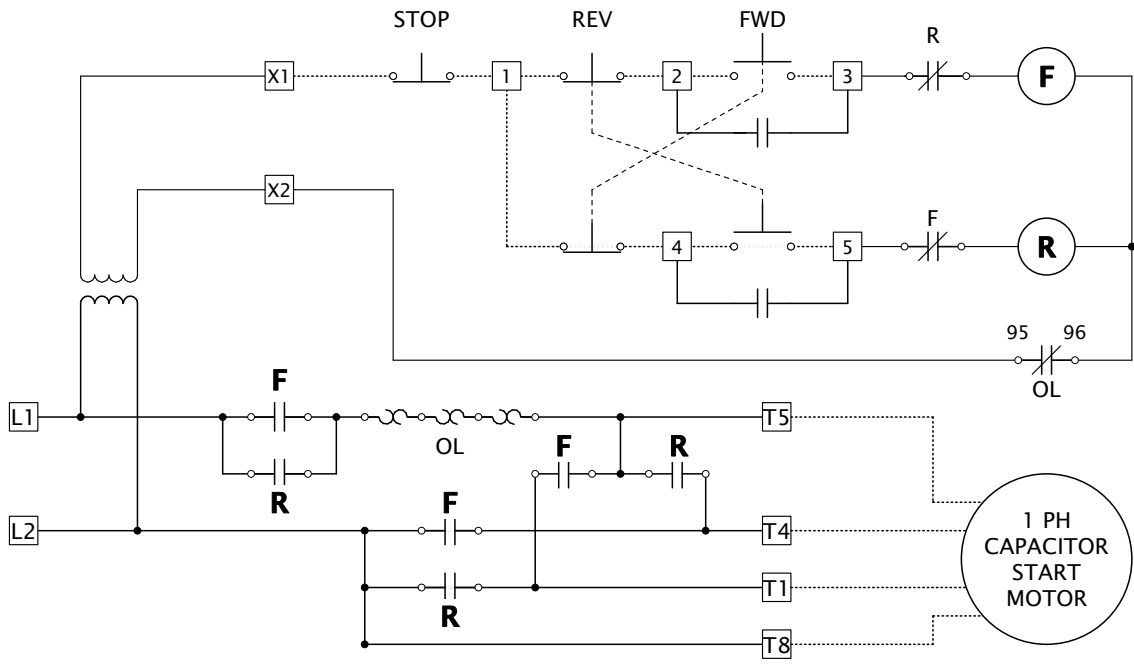 STOP REV FWD
X1 1 2 3 R F
X2 4 5 F R
95 96
OL
L1 F OL T5
R F R
L2 F T4
R T1
T8
1 PH
CAPACITOR
START
MOTOR